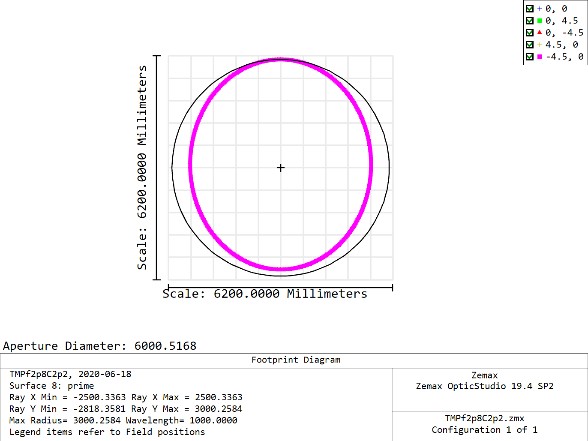 0, 0
0, 4.5
0, -4.5
4.5, 0
-4.5, 0
Scale: 6200.0000 Millimeters
Scale: 6200.0000 Millimeters
Aperture Diameter: 6000.5168
Footprint Diagram
TMPf2p8C2p2, 2020-06-18
Surface 8: prime
Ray X Min = -2500.3363 Ray X Max = 2500.3363
Ray Y Min = -2818.3581 Ray Y Max = 3000.2584
Max Radius= 3000.2584 Wavelength= 1000.0000
Legend items refer to Field positions
Zemax
Zemax OpticStudio 19.4 SP2
TMPf2p8C2p2.zmx
Configuration 1 of 1